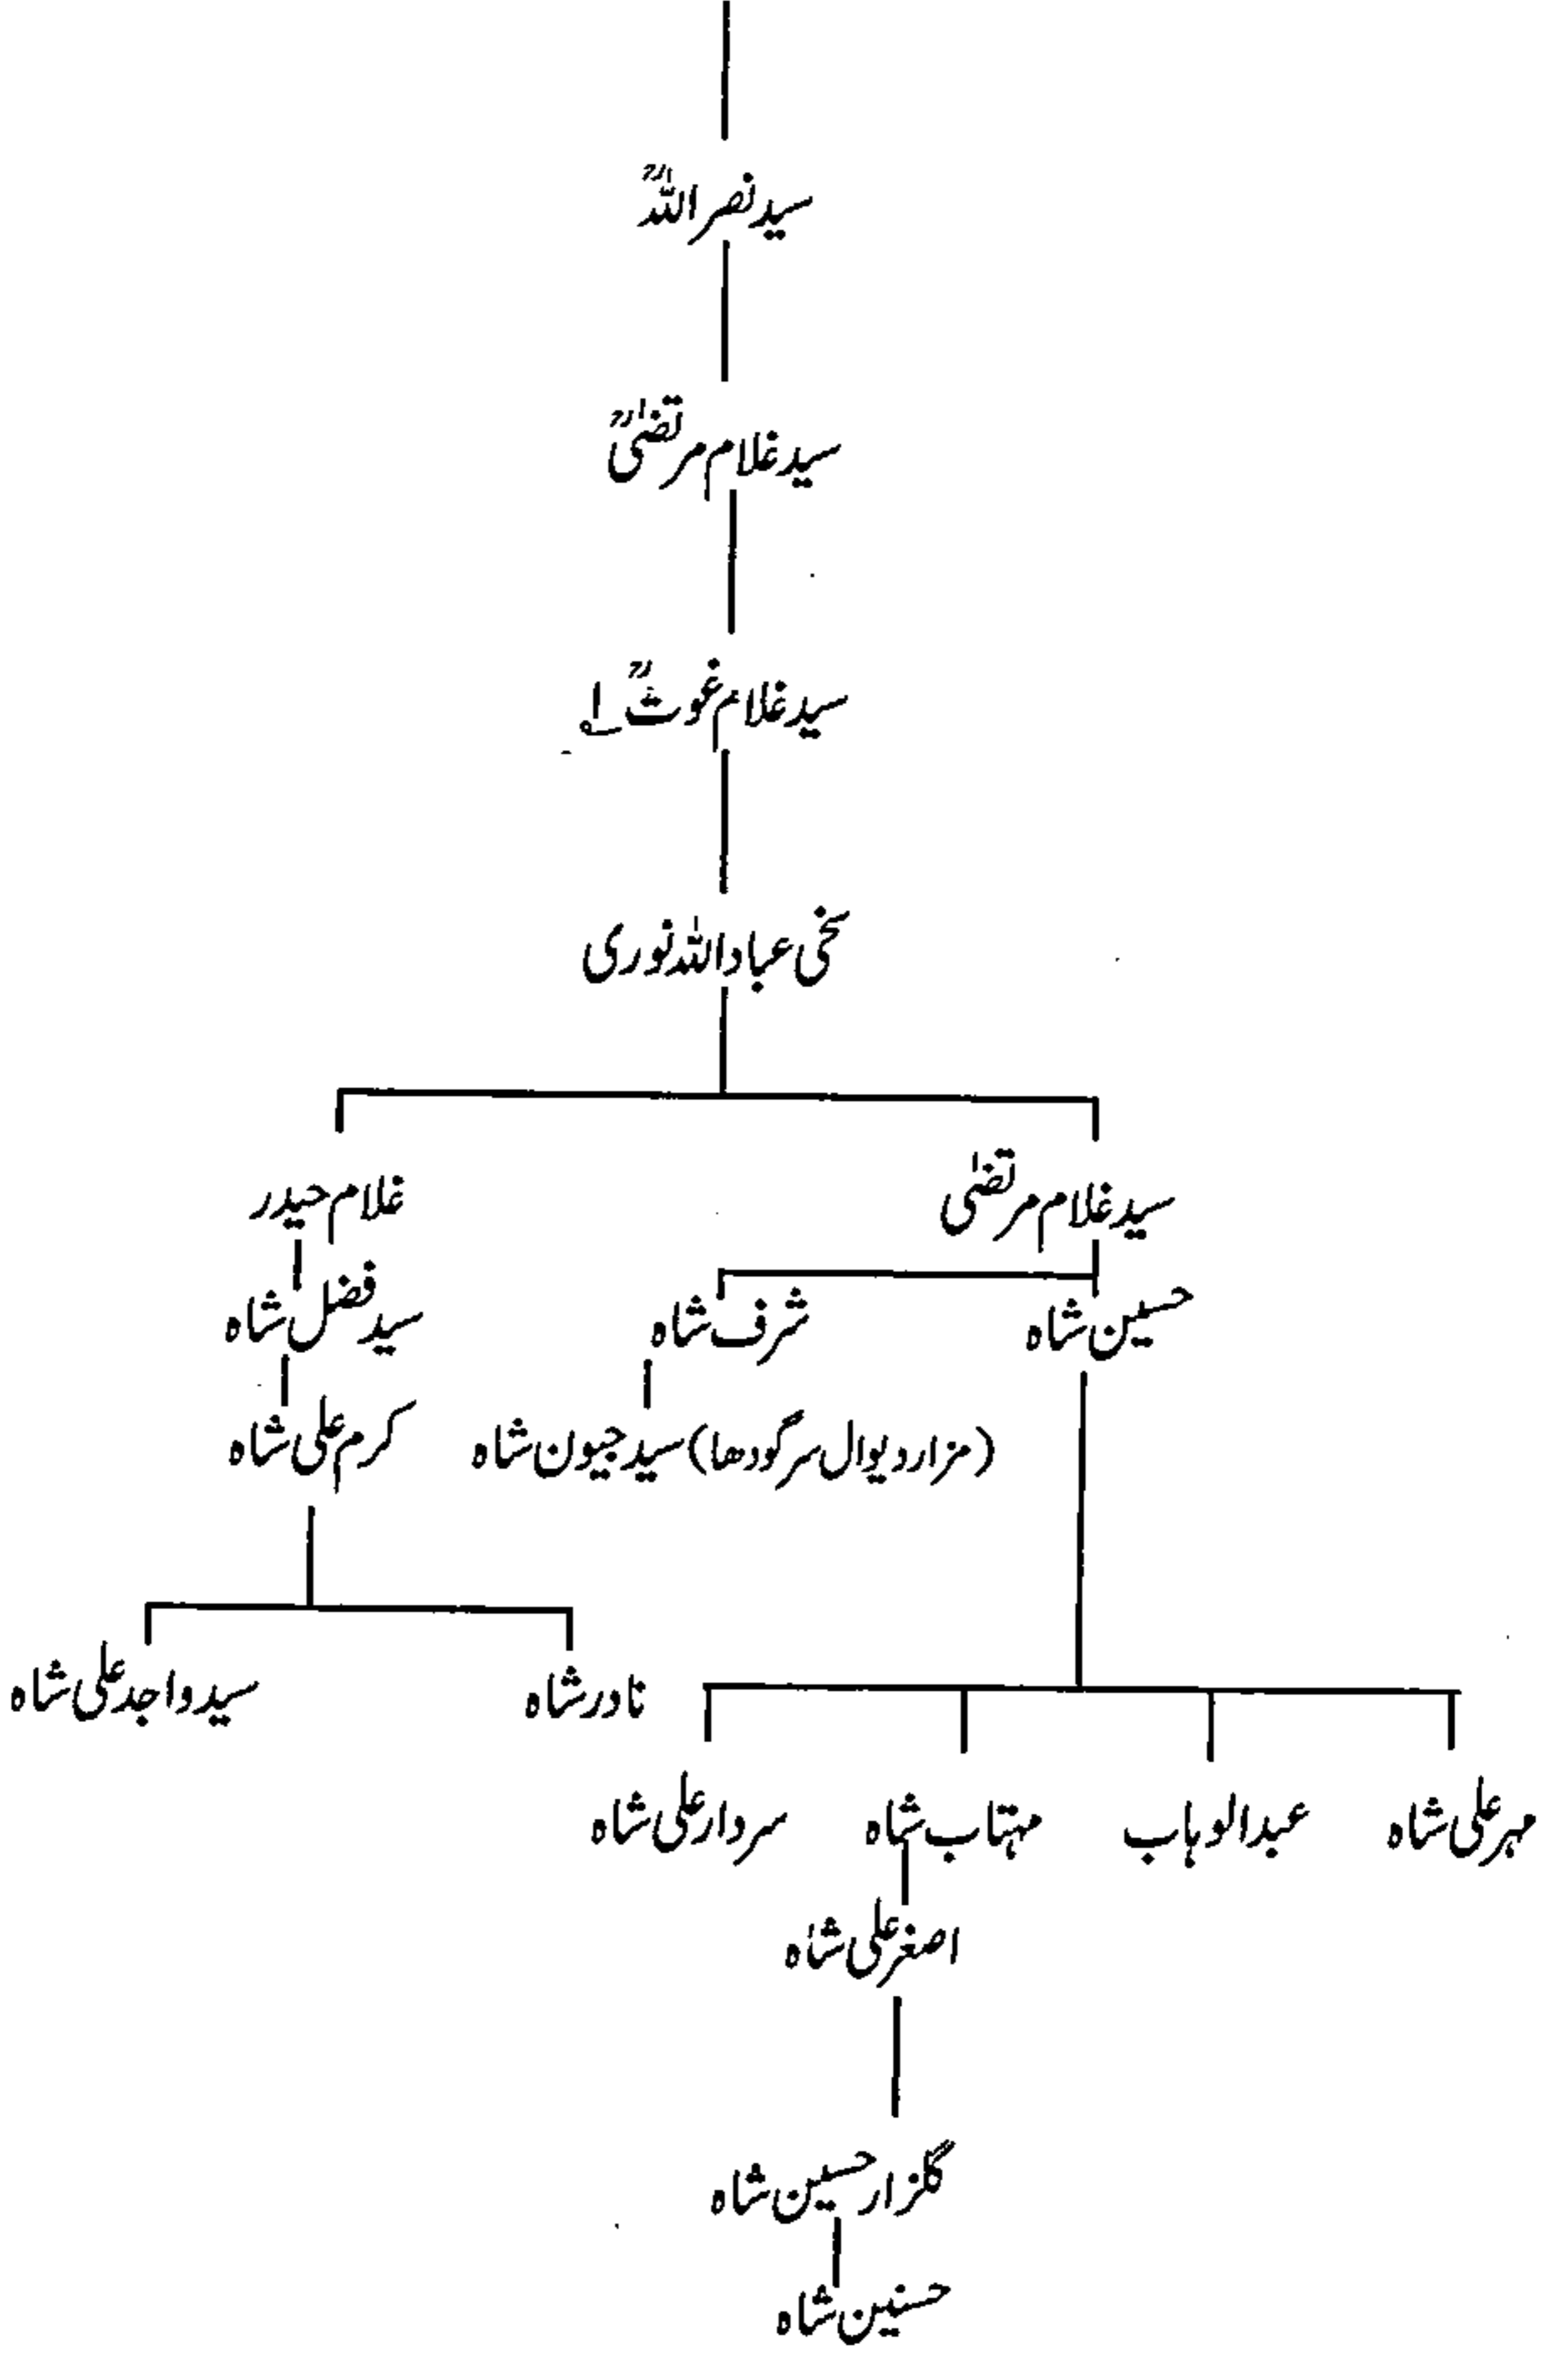 سید نصر اللہؒ
سید غلام مرتضیٰؒ
سید غلام غوثؒ ۱؎
سخی عباداللہ نوری
سید غلام مرتضیٰ
غلام حیدر
حسین شاہ
شرف شاہ
سید فضل شاہ
(مزار دیوال سرگودھا) سید جیون شاہ
کرم علی شاہ
نادر شاہ
سید واجد علی شاہ
مہر علی شاہ
عبدالوہاب
مہتاب شاہ
سردار علی شاہ
اصغر علی شاہ
گلزار حسین شاہ
حسنین شاہ